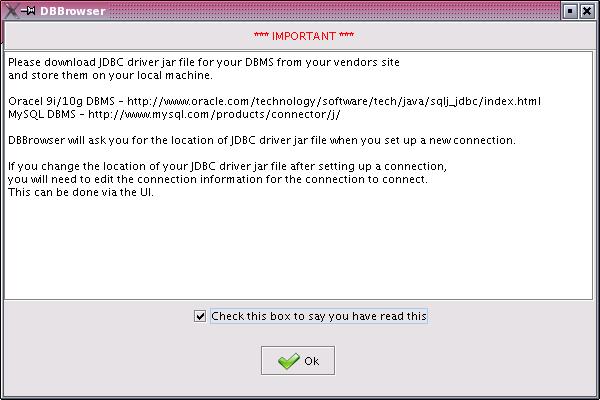 DBBrowser
*** IMPORTANT ***
Please download JDBC driver jar file for your DBMS from your vendors site
and store them on your local machine.
Oracel 9i/10g DBMS - http://www.oracle.com/technology/software/tech/java/sqlj_jdbc/index.html
MySQL DBMS - http://www.mysql.com/products/connector/j/
DBBrowser will ask you for the location of JDBC driver jar file when you set up a new connection.
If you change the location of your JDBC driver jar file after setting up a connection,
you will need to edit the connection information for the connection to connect.
This can be done via the UI.
Check this box to say you have read this
Ok